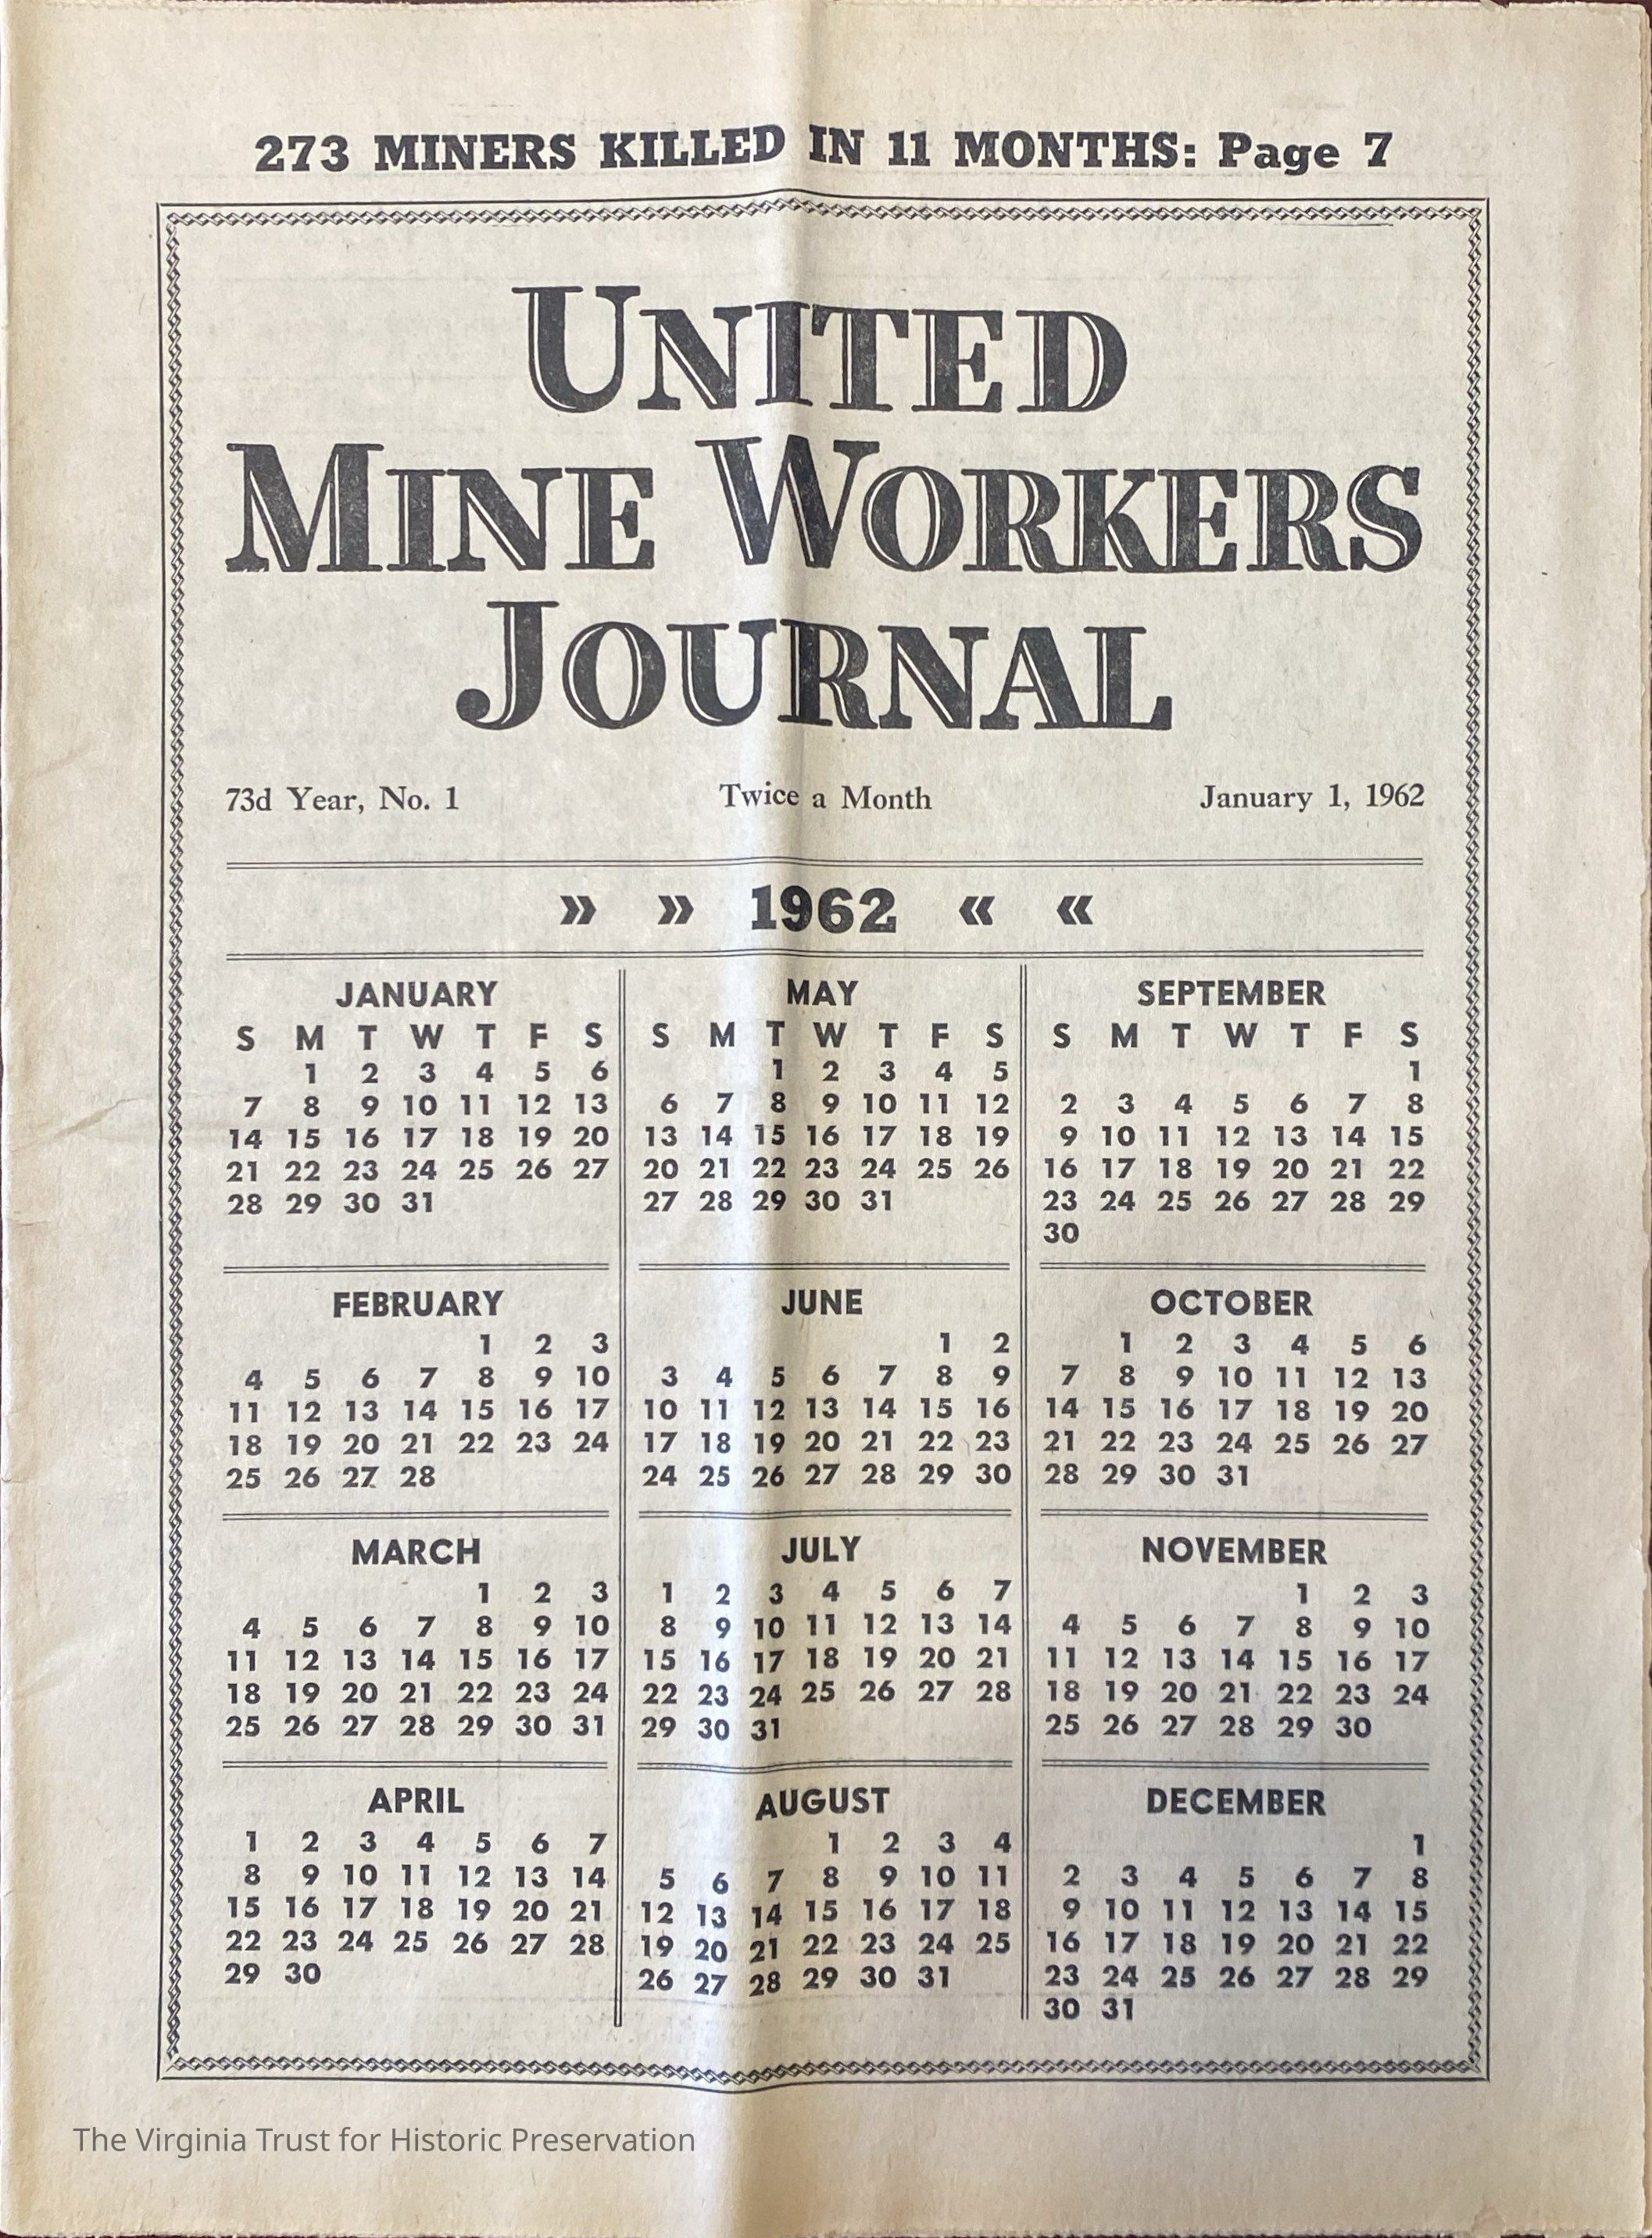 273 MINERS KILLED IN 11 MONTHS: Page 7
UNITED
MINE WORKERS
JOURNAL
73d Year, No. 1 Twice a Month January 1, 1962
» » 1962 « «
JANUARY
S M T W T F S
1 2 3 4 5 6
7 8 9 10 11 12 13
14 15 16 17 18 19 20
21 22 23 24 25 26 27
28 29 30 31
FEBRUARY
1 2 3
4 5 6 7 8 9 10
11 12 13 14 15 16 17
18 19 20 21 22 23 24
25 26 27 28
MARCH
1 2 3
4 5 6 7 8 9 10
11 12 13 14 15 16 17
18 19 20 21 22 23 24
25 26 27 28 29 30 31
APRIL
1 2 3 4 5 6 7
8 9 10 11 12 13 14
15 16 17 18 19 20 21
22 23 24 25 26 27 28
29 30
MAY
S M T W T F S
1 2 3 4 5
6 7 8 9 10 11 12
13 14 15 16 17 18 19
20 21 22 23 24 25 26
27 28 29 30 31
JUNE
1 2
3 4 5 6 7 8 9
10 11 12 13 14 15 16
17 18 19 20 21 22 23
24 25 26 27 28 29 30
JULY
1 2 3 4 5 6 7
8 9 10 11 12 13 14
15 16 17 18 19 20 21
22 23 24 25 26 27 28
29 30 31
AUGUST
1 2 3 4
5 6 7 8 9 10 11
12 13 14 15 16 17 18
19 20 21 22 23 24 25
26 27 28 29 30 31
SEPTEMBER
S M T W T F S
1
2 3 4 5 6 7 8
9 10 11 12 13 14 15
16 17 18 19 20 21 22
23 24 25 26 27 28 29
30
OCTOBER
1 2 3 4 5 6
7 8 9 10 11 12 13
14 15 16 17 18 19 20
21 22 23 24 25 26 27
28 29 30 31
NOVEMBER
1 2 3
4 5 6 7 8 9 10
11 12 13 14 15 16 17
18 19 20 21 22 23 24
25 26 27 28 29 30
DECEMBER
1
2 3 4 5 6 7 8
9 10 11 12 13 14 15
16 17 18 19 20 21 22
23 24 25 26 27 28 29
30 31
The Virginia Trust for Historic Preservation